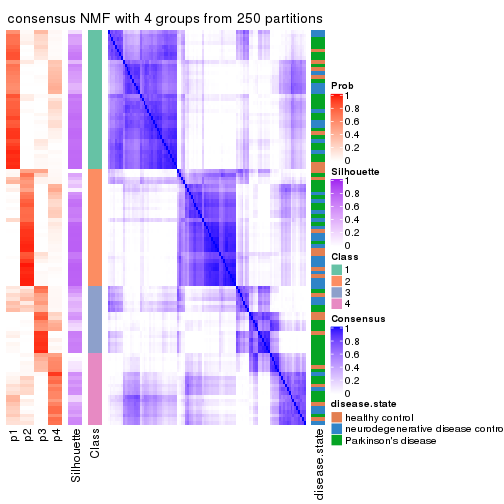 consensus NMF with 4 groups from 250 partitions
Prob
1
0.8
0.6
0.4
0.2
0
Silhouette
1
0.8
0.6
0.4
0.2
0
Class
1
2
3
4
Consensus
1
0.8
0.6
0.4
0.2
0
disease.state
healthy control
neurodegenerative disease contro
Parkinson's disease
p1
p2
p3
p4
Silhouette
Class
disease.state